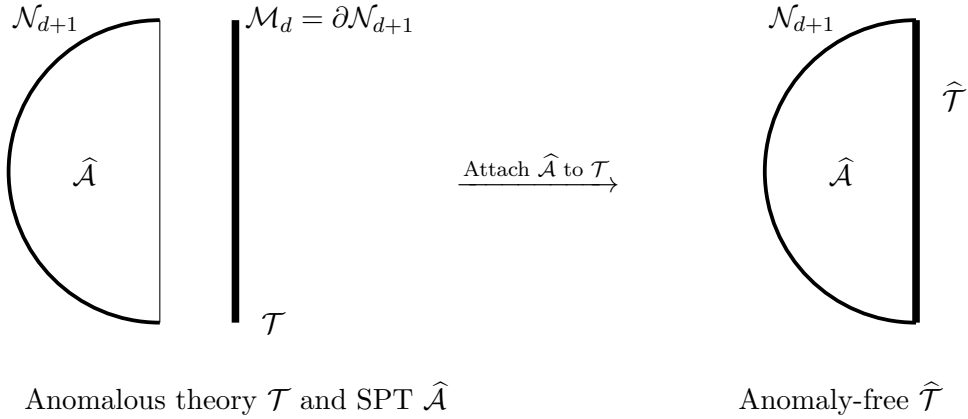 𝒩_{d+1}
ℳ_d = ∂𝒩_{d+1}
𝒩_{d+1}
𝒯̂
𝒜̂
Attach 𝒜̂ to 𝒯
𝒜̂
𝒯
Anomalous theory 𝒯 and SPT 𝒜̂
Anomaly-free 𝒯̂